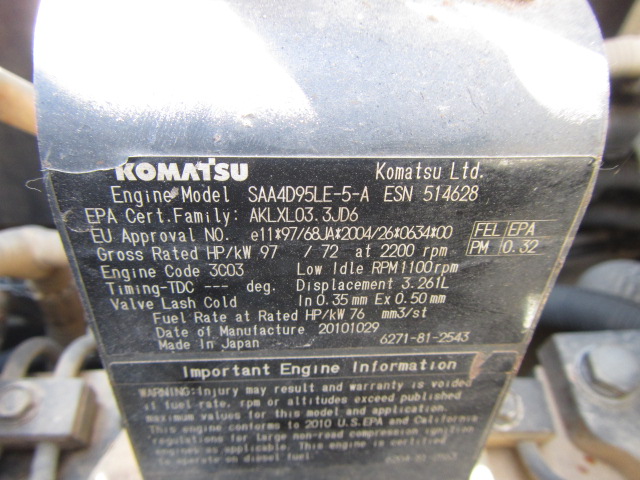 KOMATSU Komatsu Ltd.
Engine Model SAA4D95LE-5-A ESN 514628
EPA Cert.Family: AKLXL03.3JD6
EU Approval NO. e11*97/68JA*2004/26*0634*00 FEL EPA
Gross Rated HP/kW 97 / 72 at 2200 rpm PM 0.32
Engine Code 3C03 Low Idle RPM1100rpm
Timing-TDC --- deg. Displacement 3.261L
Valve Lash Cold In 0.35mm Ex 0.50mm
Fuel Rate at Rated HP/kW 76 mm3/st
Date of Manufacture 20101029
Made In Japan 6271-81-2543
Important Engine Information
WARNING:Injury may result and warranty is voided
if fuel rate, rpm or altitudes exceed published
maximum values for this model and application.
This engine conforms to 2010 U.S.EPA and California
regulations for large non-road compression ignition
engines as applicable. This engine is certified
to operate on diesel fuel.